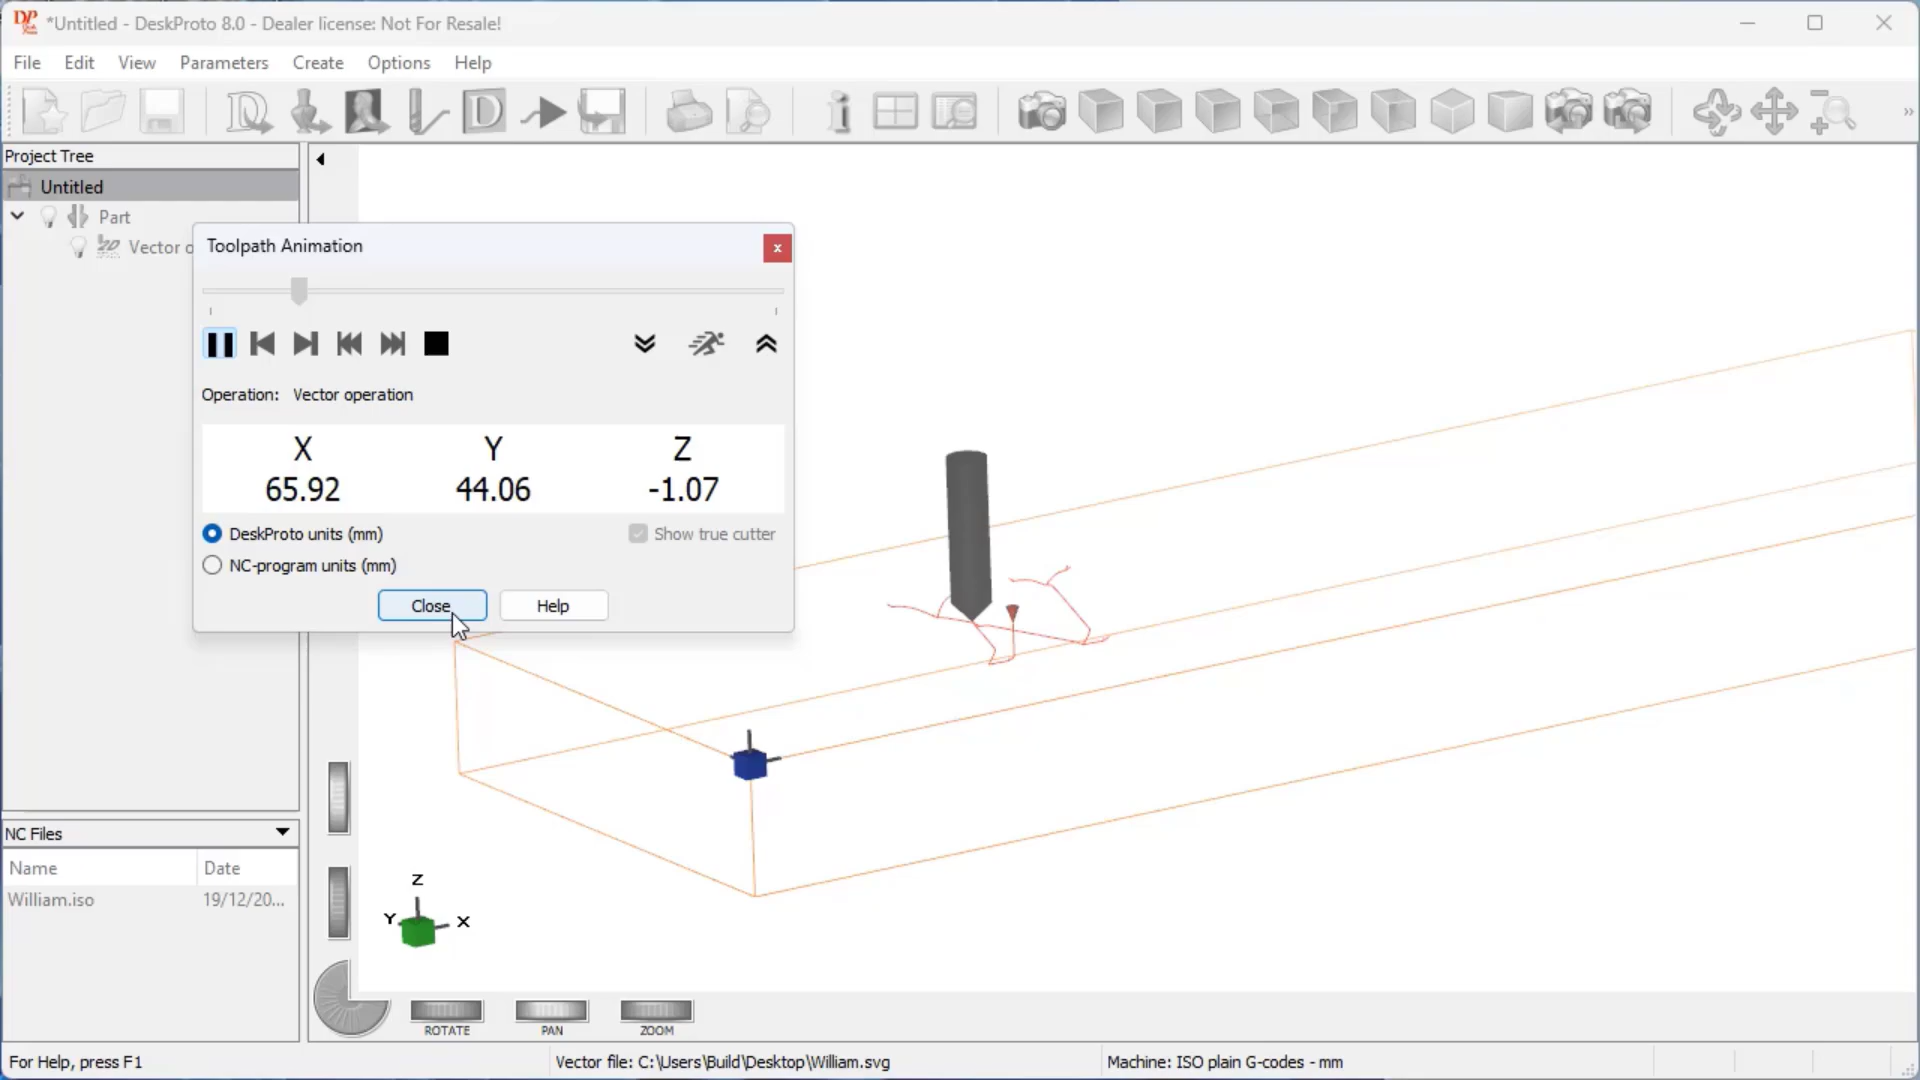 *Untitled - DeskProto 8.0 - Dealer license: Not For Resale!
File Edit View Parameters Create Options Help
Project Tree
Untitled
Part
Vector o
Toolpath Animation
x
Operation: Vector operation
X Y Z
65.92 44.06 -1.07
DeskProto units (mm)
Show true cutter
NC-program units (mm)
Close Help
NC Files
Name Date
William.iso 19/12/20...
Z
Y X
ROTATE PAN ZOOM
For Help, press F1
Vector file: C:\Users\Build\Desktop\William.svg
Machine: ISO plain G-codes - mm